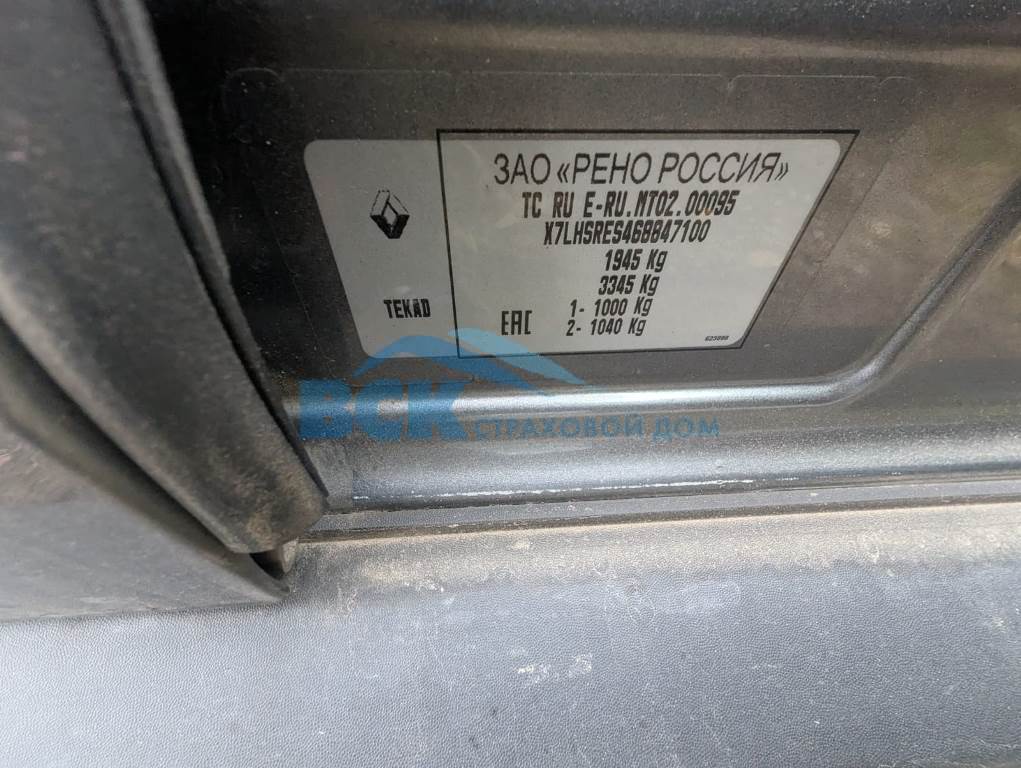 ЗАО «РЕНО РОССИЯ»
TC RU E-RU.MT02.00095
X7LHSRES468847100
1945 Kg
3345 Kg
1- 1000 Kg
2- 1040 Kg
TEKAD
EAC
ВСК
СТРАХОВОЙ ДОМ